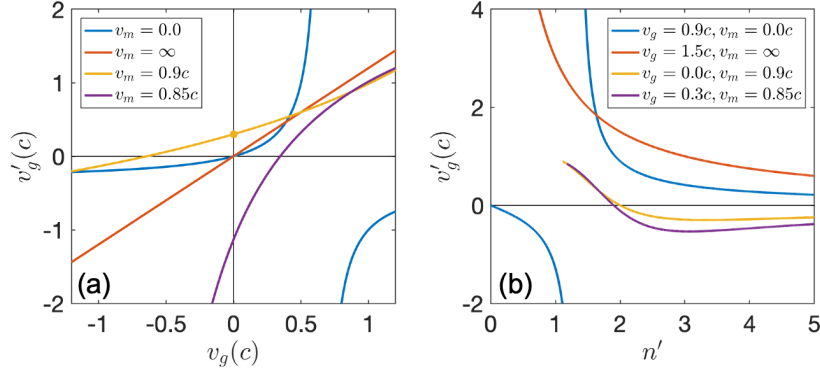 2
1
0
-1
-2
-1
-0.5
0
0.5
1
v_g(c)
v'_g(c)
v_m = 0.0
v_m = ∞
v_m = 0.9c
v_m = 0.85c
(a)
4
2
0
-2
0
1
2
3
4
5
n'
v'_g(c)
v_g = 0.9c, v_m = 0.0c
v_g = 1.5c, v_m = ∞
v_g = 0.0c, v_m = 0.9c
v_g = 0.3c, v_m = 0.85c
(b)